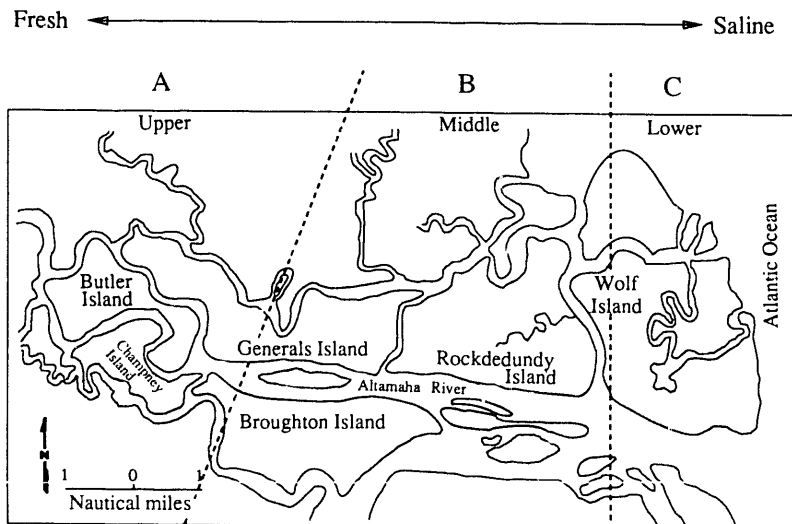 Fresh
Saline
A
B
C
Upper
Middle
Lower
Atlantic Ocean
Butler
Island
Wolf
Island
Champney
Island
Generals Island
Rockdedundy
Island
Altamaha River
Broughton Island
N
1 0 1
Nautical miles